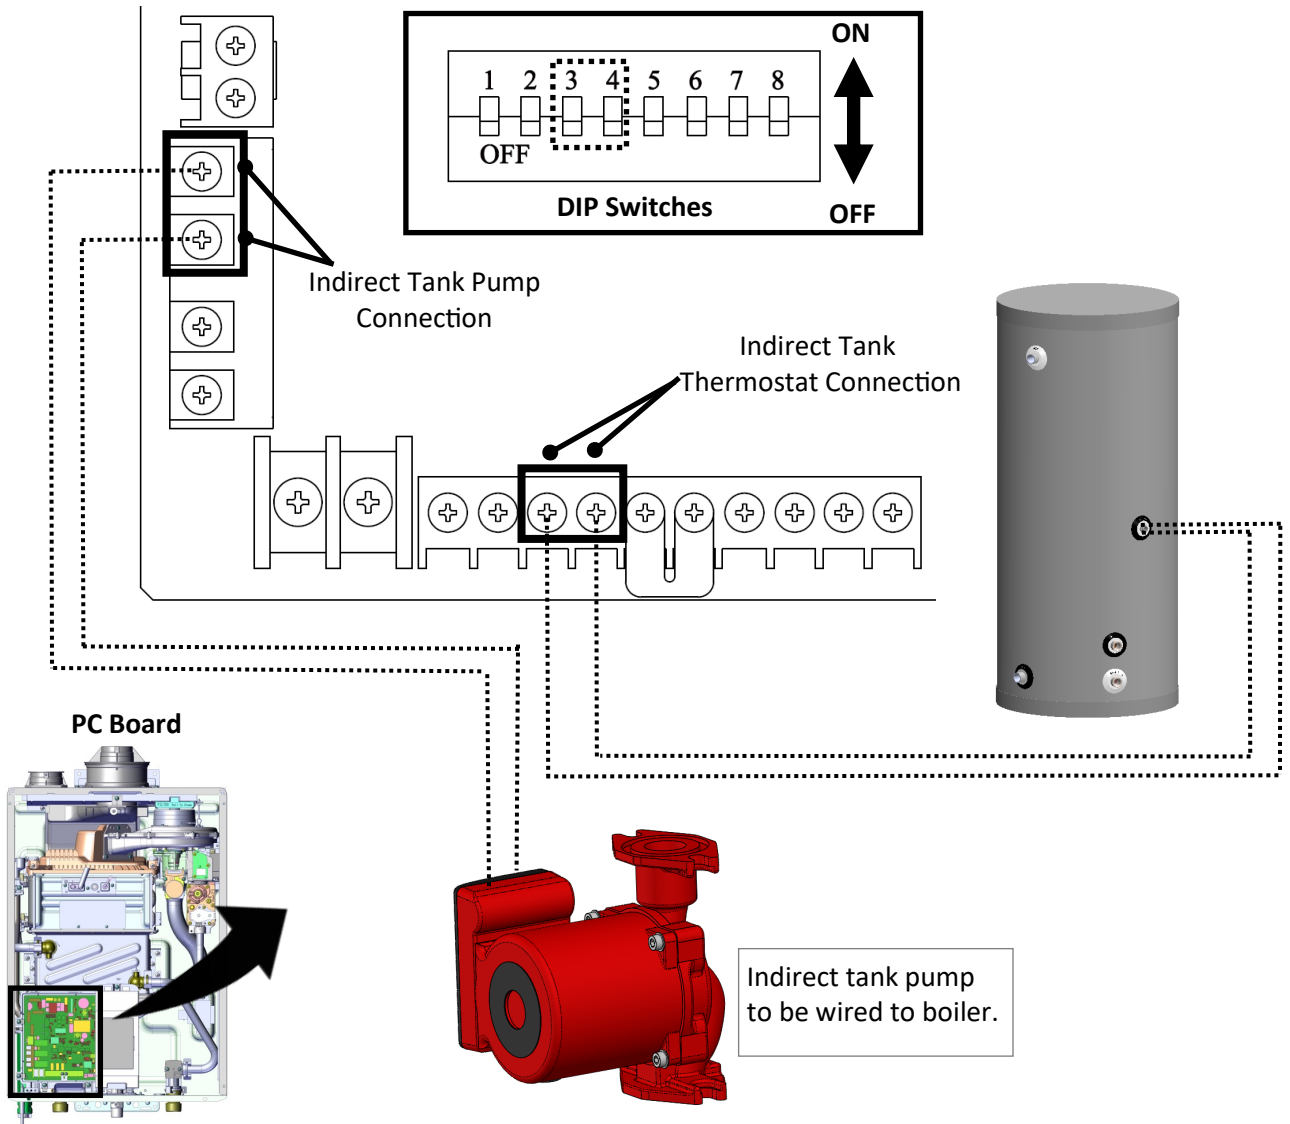 ON
1 2 3 4 5 6 7 8
OFF
DIP Switches
OFF
Indirect Tank Pump
Connection
Indirect Tank
Thermostat Connection
PC Board
Indirect tank pump
to be wired to boiler.